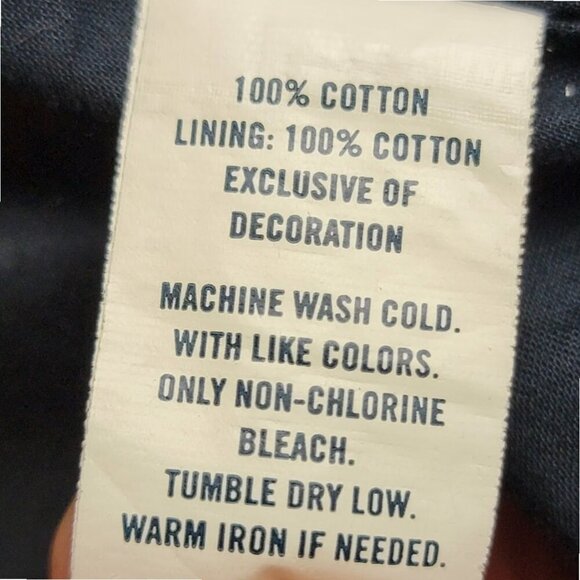 100% COTTON
LINING: 100% COTTON
EXCLUSIVE OF
DECORATION
MACHINE WASH COLD.
WITH LIKE COLORS.
ONLY NON-CHLORINE
BLEACH.
TUMBLE DRY LOW.
WARM IRON IF NEEDED.